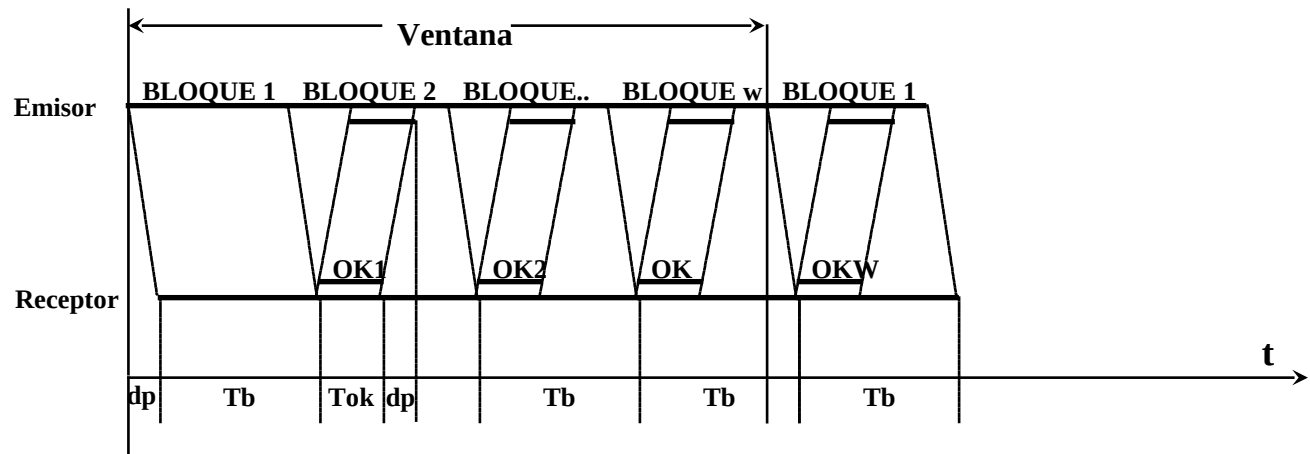 Ventana
BLOQUE 1 BLOQUE 2 BLOQUE.. BLOQUE w BLOQUE 1
Emisor
OK1 OK2 OK OKW
Receptor
t
dp Tb Tok dp Tb Tb Tb